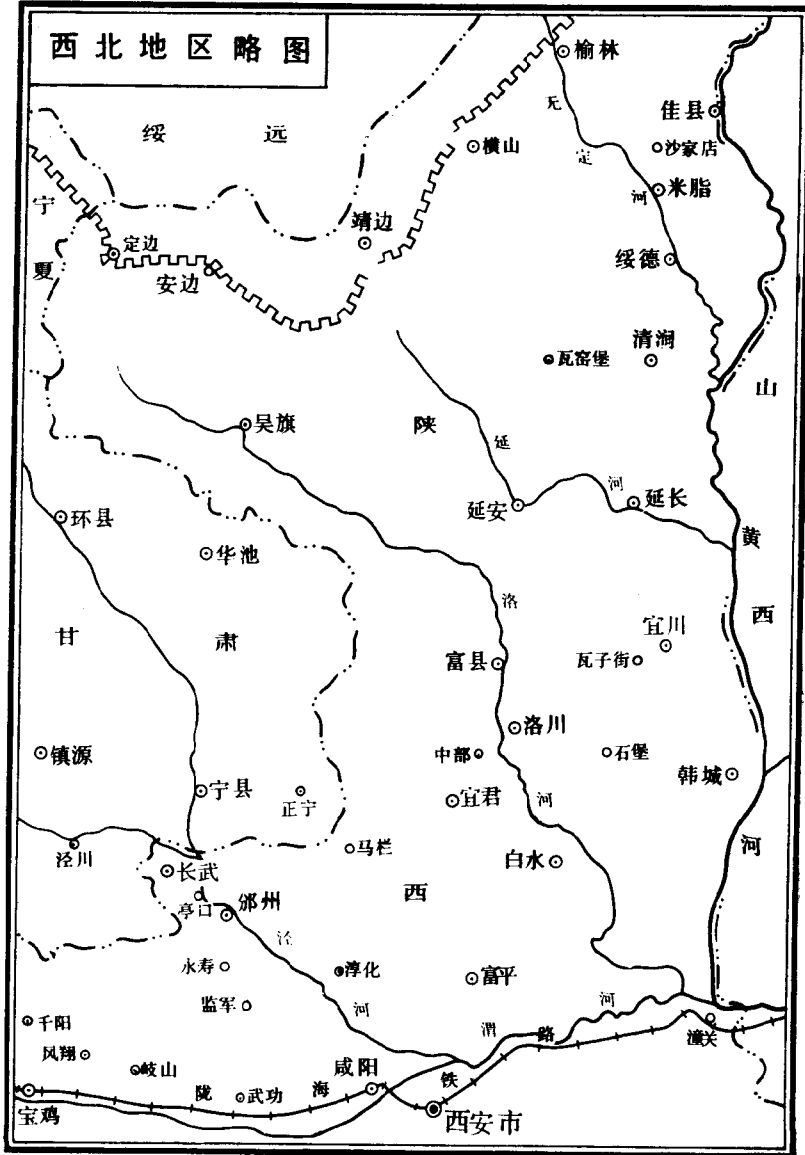 西北地区略图
榆林
绥远
无定河
佳县
横山
沙家店
米脂
宁夏
靖边
定边
安边
绥德
瓦窑堡
清涧
山西
吴旗
陕西
延河
延安
延长
环县
华池
黄河
甘肃
洛河
宜川
富县
瓦子街
洛川
镇源
中部
石堡
韩城
宁县
正宁
宜君
泾川
马栏
长武
白水
亭口
邠州
泾河
永寿
淳化
富平
监军
渭河
千阳
潼关
凤翔
岐山
咸阳
陇海铁路
武功
宝鸡
西安市